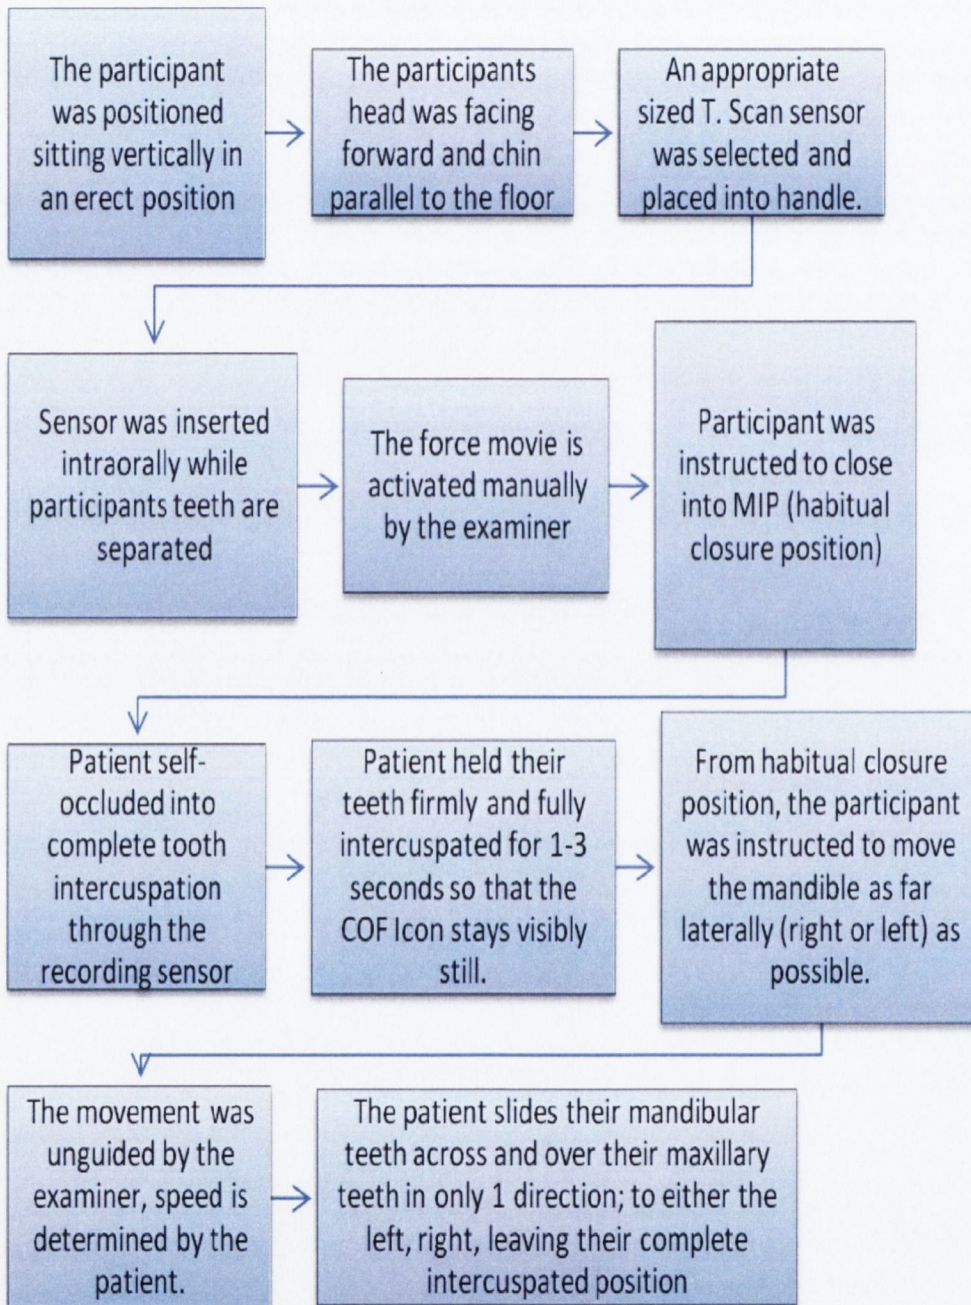 The participant
was positioned
sitting vertically in
an erect position
The participants
head was facing
forward and chin
parallel to the floor
An appropriate
sized T. Scan sensor
was selected and
placed into handle.
Sensor was inserted
intraorally while
participants teeth are
separated
The force movie is
activated manually
by the examiner
Participant was
instructed to close
into MIP (habitual
closure position)
Patient self-
occluded into
complete tooth
intercuspation
through the
recording sensor
Patient held their
teeth firmly and fully
intercuspated for 1-3
seconds so that the
COF Icon stays visibly
still.
From habitual closure
position, the participant
was instructed to move
the mandible as far
laterally (right or left) as
possible.
The movement was
unguided by the
examiner, speed is
determined by the
patient.
The patient slides their mandibular
teeth across and over their maxillary
teeth in only 1 direction; to either the
left, right, leaving their complete
intercuspated position